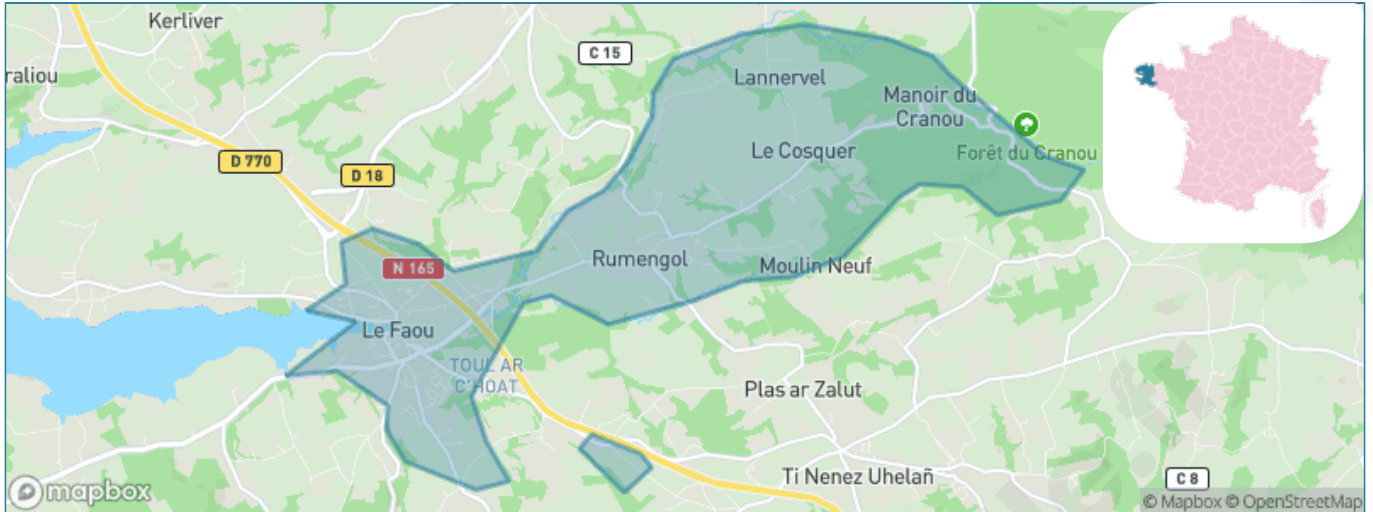 Kerliver
raliou
C 15
Lannervel
Manoir du
Cranou
D 770
D 18
Le Cosquer
Forêt du Cranou
Rumengol
Moulin Neuf
N 165
Le Faou
TOUL AR
C'HOAT
Plas ar Zalut
Ti Nenez Uhelañ
C 8
mapbox
© Mapbox © OpenStreetMap